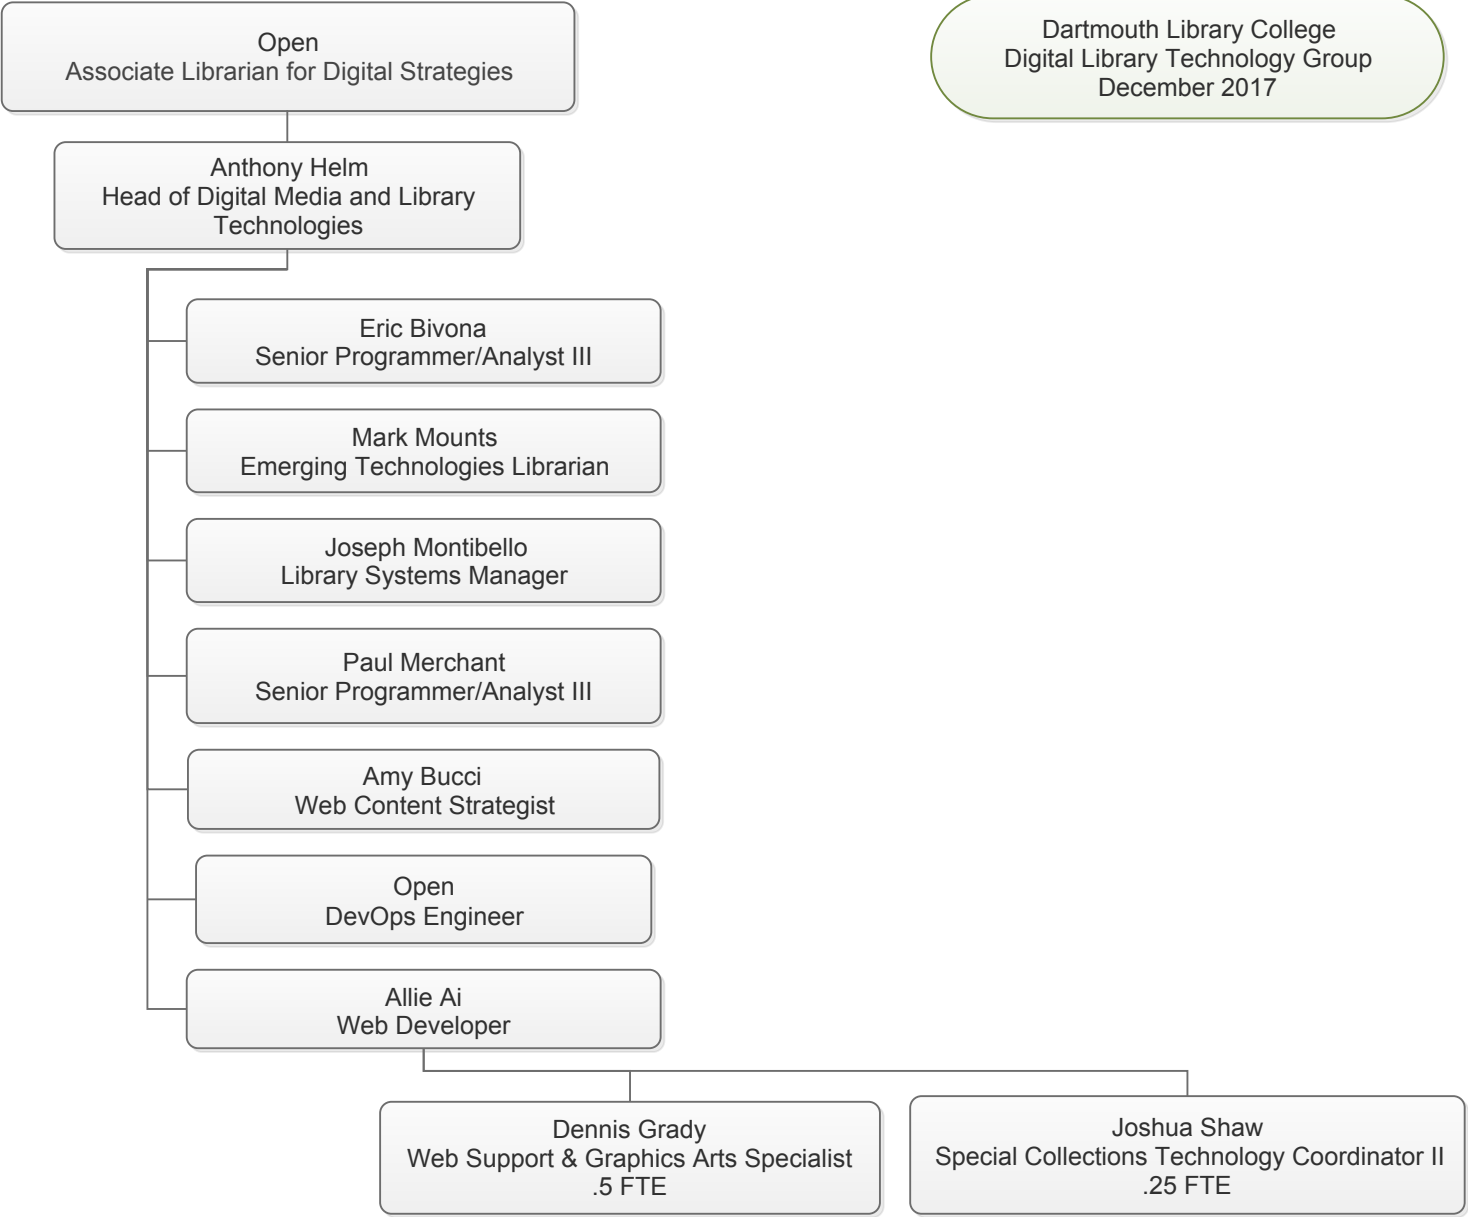 Open
Associate Librarian for Digital Strategies
Dartmouth Library College
Digital Library Technology Group
December 2017
Anthony Helm
Head of Digital Media and Library
Technologies
Eric Bivona
Senior Programmer/Analyst III
Mark Mounts
Emerging Technologies Librarian
Joseph Montibello
Library Systems Manager
Paul Merchant
Senior Programmer/Analyst III
Amy Bucci
Web Content Strategist
Open
DevOps Engineer
Allie Ai
Web Developer
Dennis Grady
Web Support & Graphics Arts Specialist
.5 FTE
Joshua Shaw
Special Collections Technology Coordinator II
.25 FTE